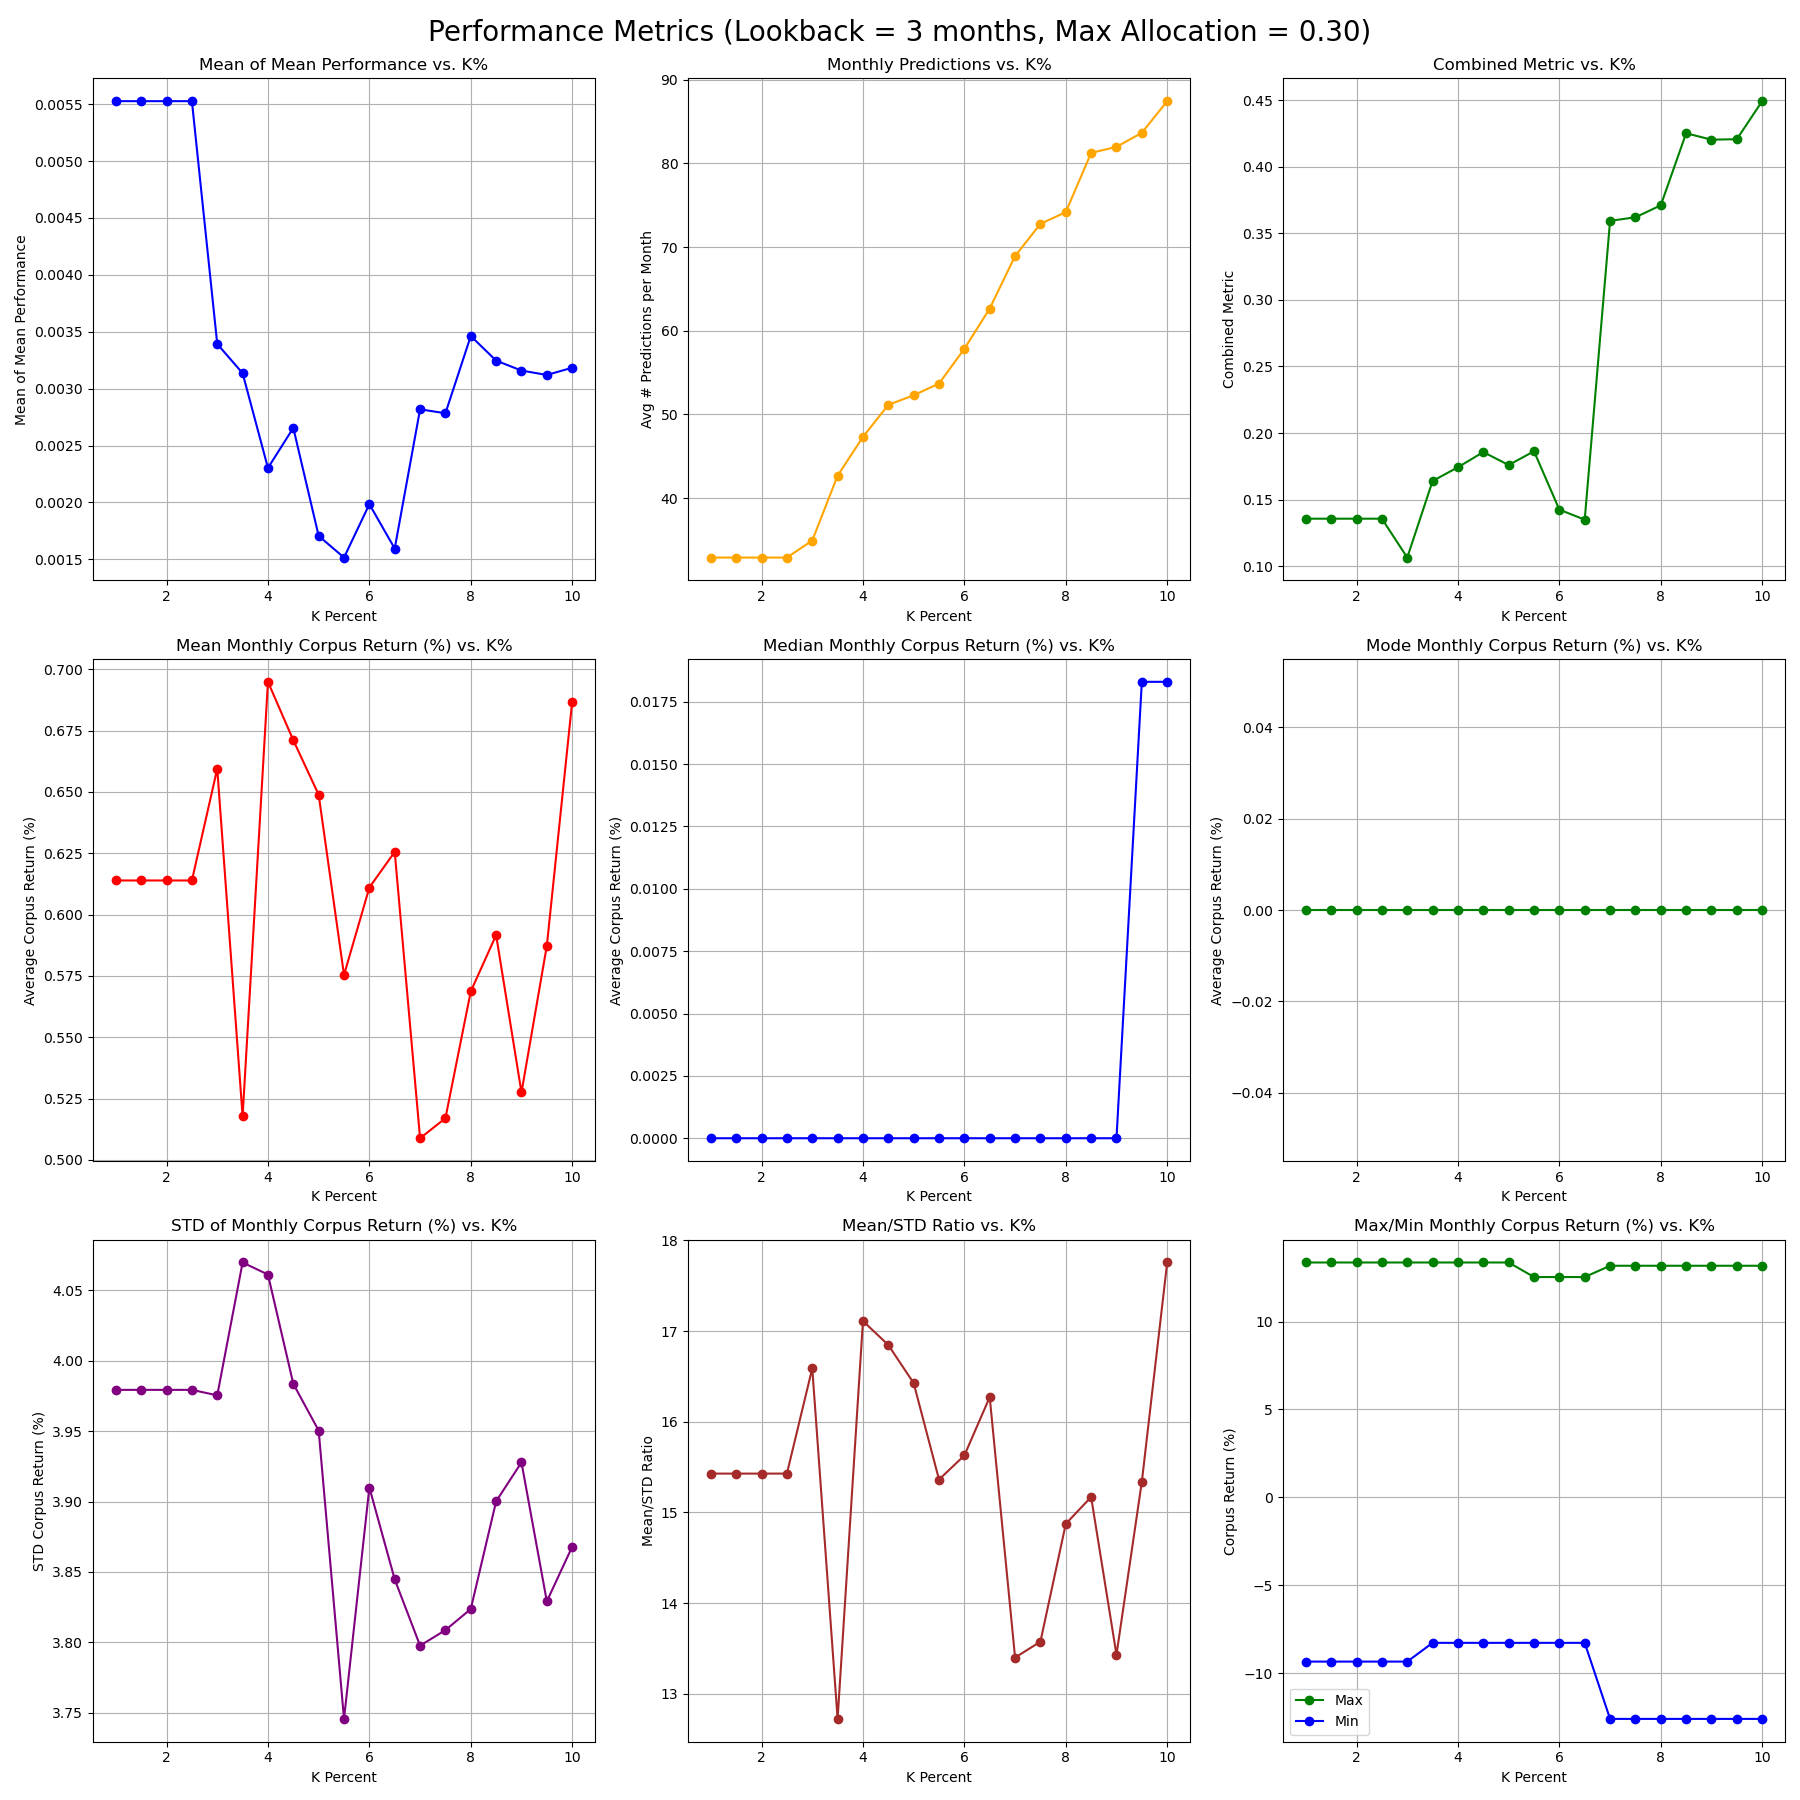 Performance Metrics (Lookback = 3 months, Max Allocation = 0.30)
Mean of Mean Performance vs. K%
Mean of Mean Performance
0.0055
0.0050
0.0045
0.0040
0.0035
0.0030
0.0025
0.0020
0.0015
2 4 6 8 10
K Percent
Monthly Predictions vs. K%
Avg # Predictions per Month
90
80
70
60
50
40
2 4 6 8 10
K Percent
Combined Metric vs. K%
Combined Metric
0.45
0.40
0.35
0.30
0.25
0.20
0.15
0.10
2 4 6 8 10
K Percent
Mean Monthly Corpus Return (%) vs. K%
Average Corpus Return (%)
0.700
0.675
0.650
0.625
0.600
0.575
0.550
0.525
0.500
2 4 6 8 10
K Percent
Median Monthly Corpus Return (%) vs. K%
Average Corpus Return (%)
0.0175
0.0150
0.0125
0.0100
0.0075
0.0050
0.0025
0.0000
2 4 6 8 10
K Percent
Mode Monthly Corpus Return (%) vs. K%
Average Corpus Return (%)
0.04
0.02
0.00
−0.02
−0.04
2 4 6 8 10
K Percent
STD of Monthly Corpus Return (%) vs. K%
STD Corpus Return (%)
4.05
4.00
3.95
3.90
3.85
3.80
3.75
2 4 6 8 10
K Percent
Mean/STD Ratio vs. K%
Mean/STD Ratio
18
17
16
15
14
13
2 4 6 8 10
K Percent
Max/Min Monthly Corpus Return (%) vs. K%
Corpus Return (%)
10
5
0
−5
−10
Max
Min
2 4 6 8 10
K Percent